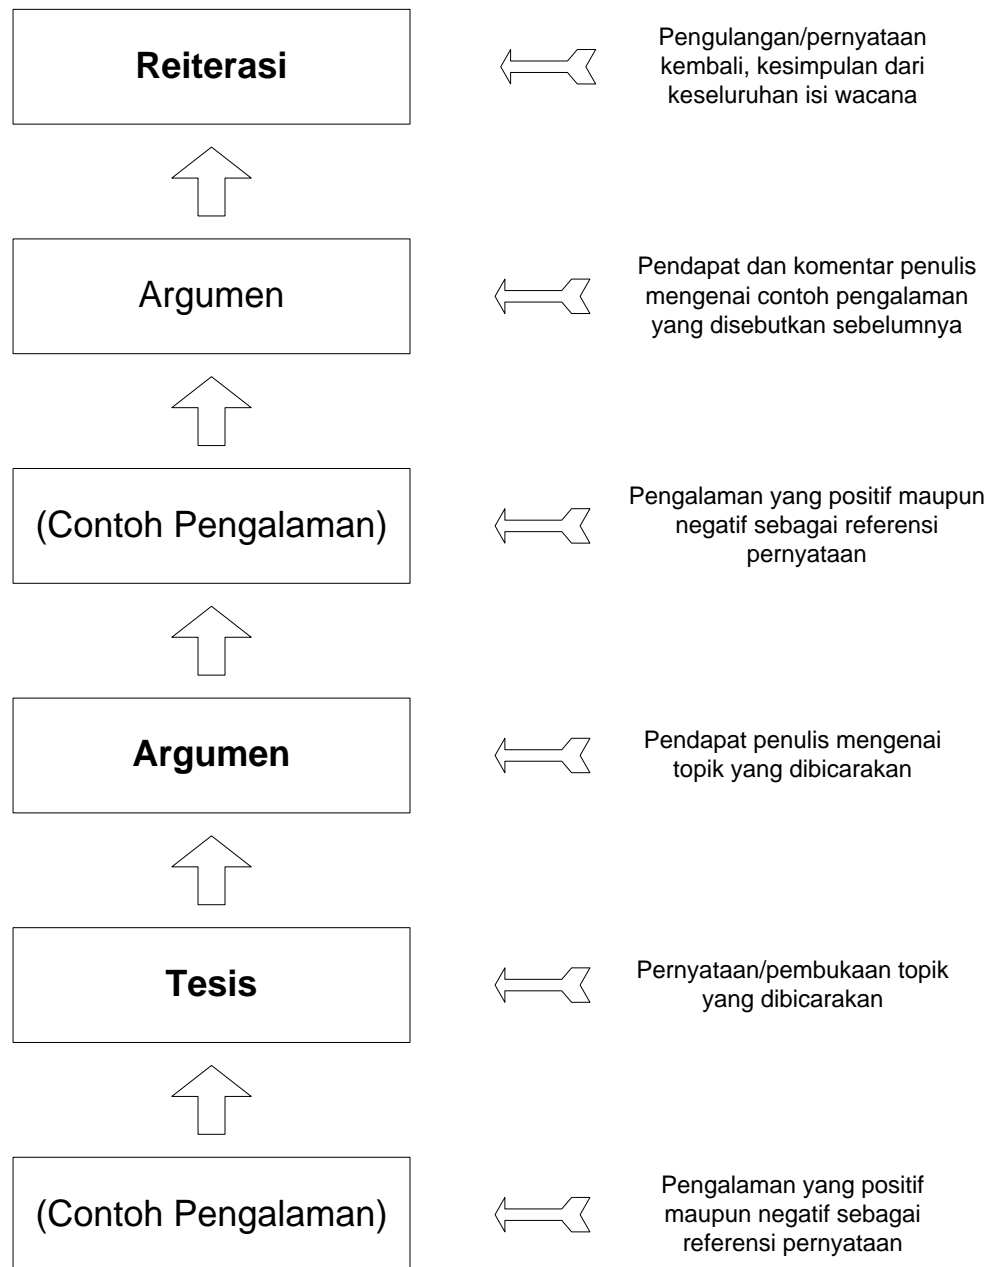 Reiterasi
Pengulangan/pernyataan
kembali, kesimpulan dari
keseluruhan isi wacana
Argumen
Pendapat dan komentar penulis
mengenai contoh pengalaman
yang disebutkan sebelumnya
(Contoh Pengalaman)
Pengalaman yang positif maupun
negatif sebagai referensi
pernyataan
Argumen
Pendapat penulis mengenai
topik yang dibicarakan
Tesis
Pernyataan/pembukaan topik
yang dibicarakan
(Contoh Pengalaman)
Pengalaman yang positif
maupun negatif sebagai
referensi pernyataan